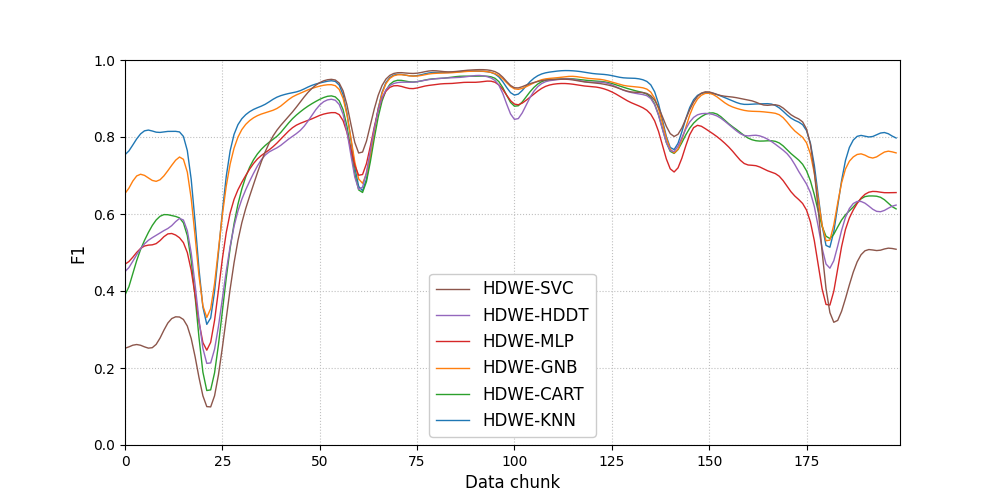 1.0
0.8
0.6
0.4
0.2
0.0
F1
HDWE-SVC
HDWE-HDDT
HDWE-MLP
HDWE-GNB
HDWE-CART
HDWE-KNN
0 25 50 75 100 125 150 175
Data chunk